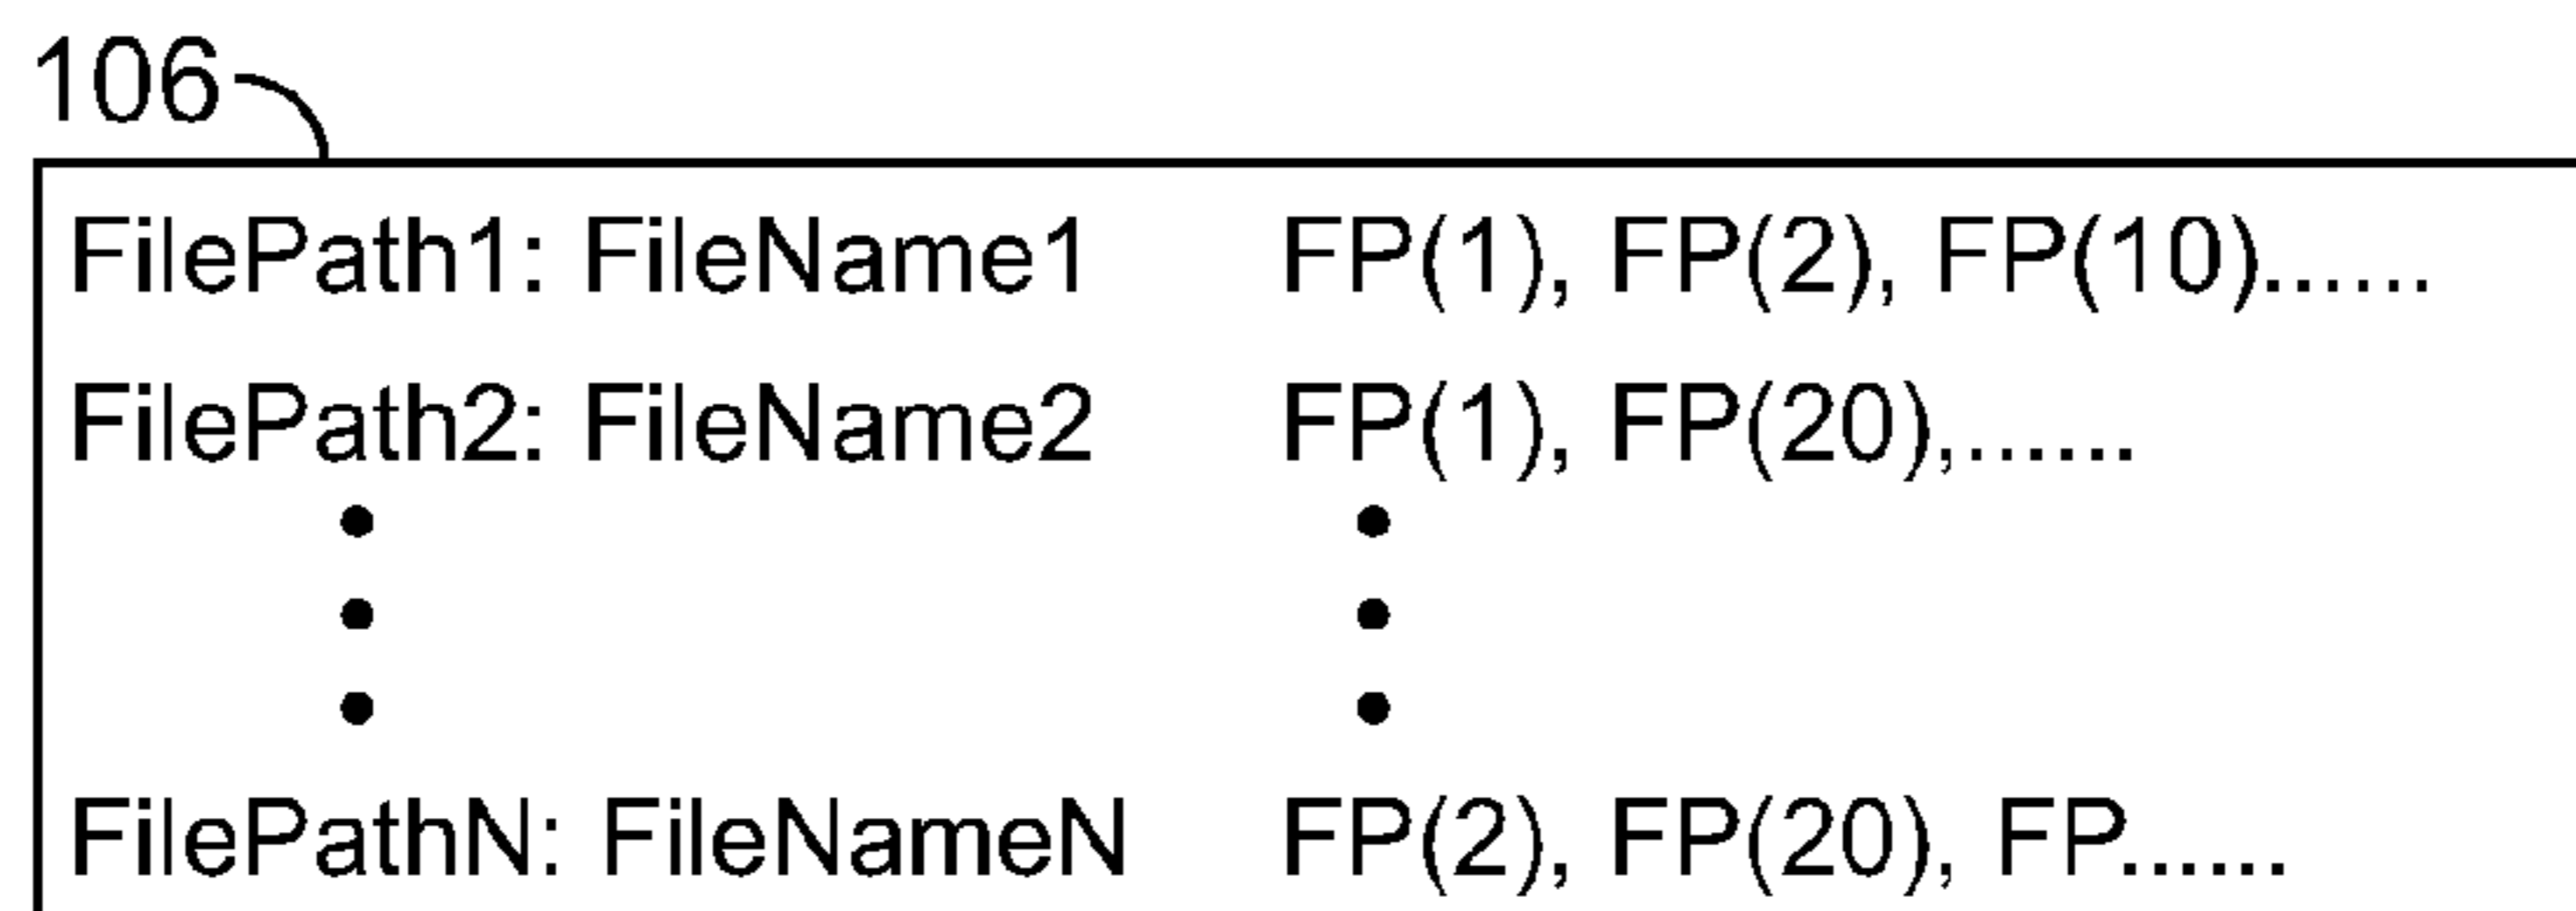 106
FilePath1: FileName1 FP(1), FP(2), FP(10)......
FilePath2: FileName2 FP(1), FP(20),......
FilePathN: FileNameN FP(2), FP(20), FP......